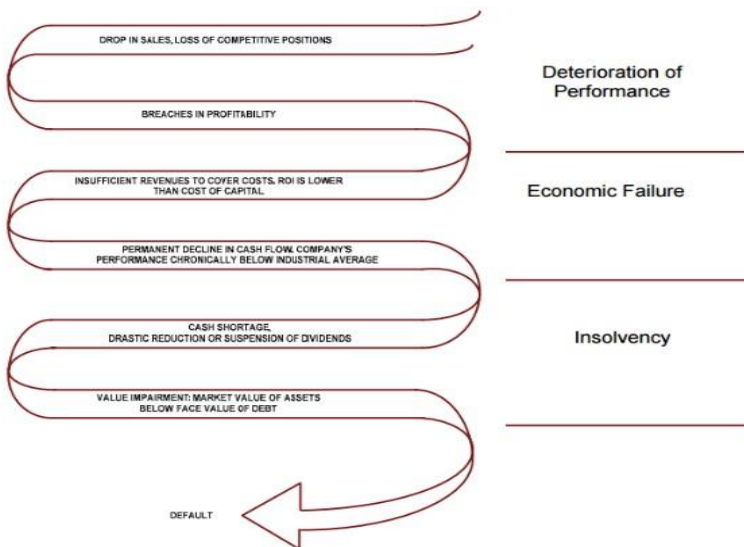 DROP IN SALES, LOSS OF COMPETITIVE POSITIONS
Deterioration of
Performance
BREACHES IN PROFITABILITY
INSUFFICIENT REVENUES TO COVER COSTS, ROI IS LOWER
THAN COST OF CAPITAL
Economic Failure
PERMANENT DECLINE IN CASH FLOW, COMPANY'S
PERFORMANCE CHRONICALLY BELOW INDUSTRIAL AVERAGE
CASH SHORTAGE,
DRASTIC REDUCTION OR SUSPENSION OF DIVIDENDS
Insolvency
VALUE IMPAIRMENT: MARKET VALUE OF ASSETS
BELOW FACE VALUE OF DEBT
DEFAULT